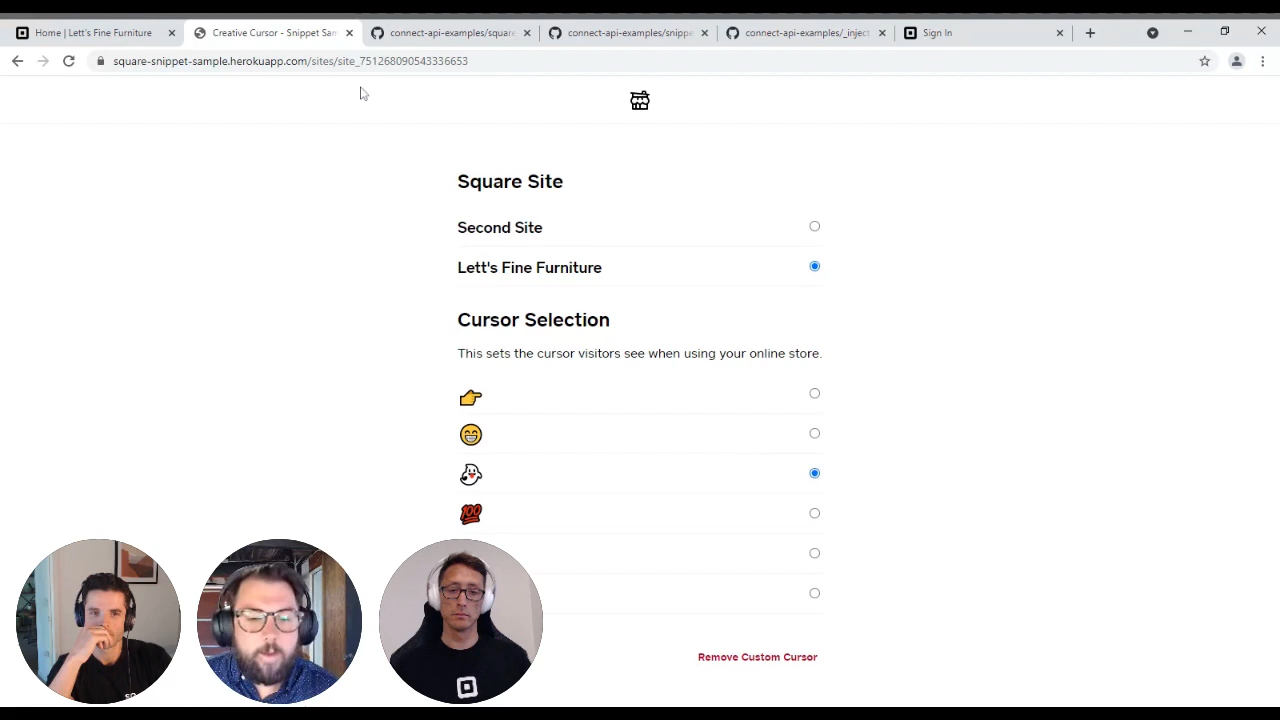 Home | Lett's Fine Furniture
Creative Cursor - Snippet Sam
connect-api-examples/square
connect-api-examples/snippe
connect-api-examples/_inject
Sign In
square-snippet-sample.herokuapp.com/sites/site_751268090543336653
Square Site
Second Site
Lett's Fine Furniture
Cursor Selection
This sets the cursor visitors see when using your online store.
100
Remove Custom Cursor